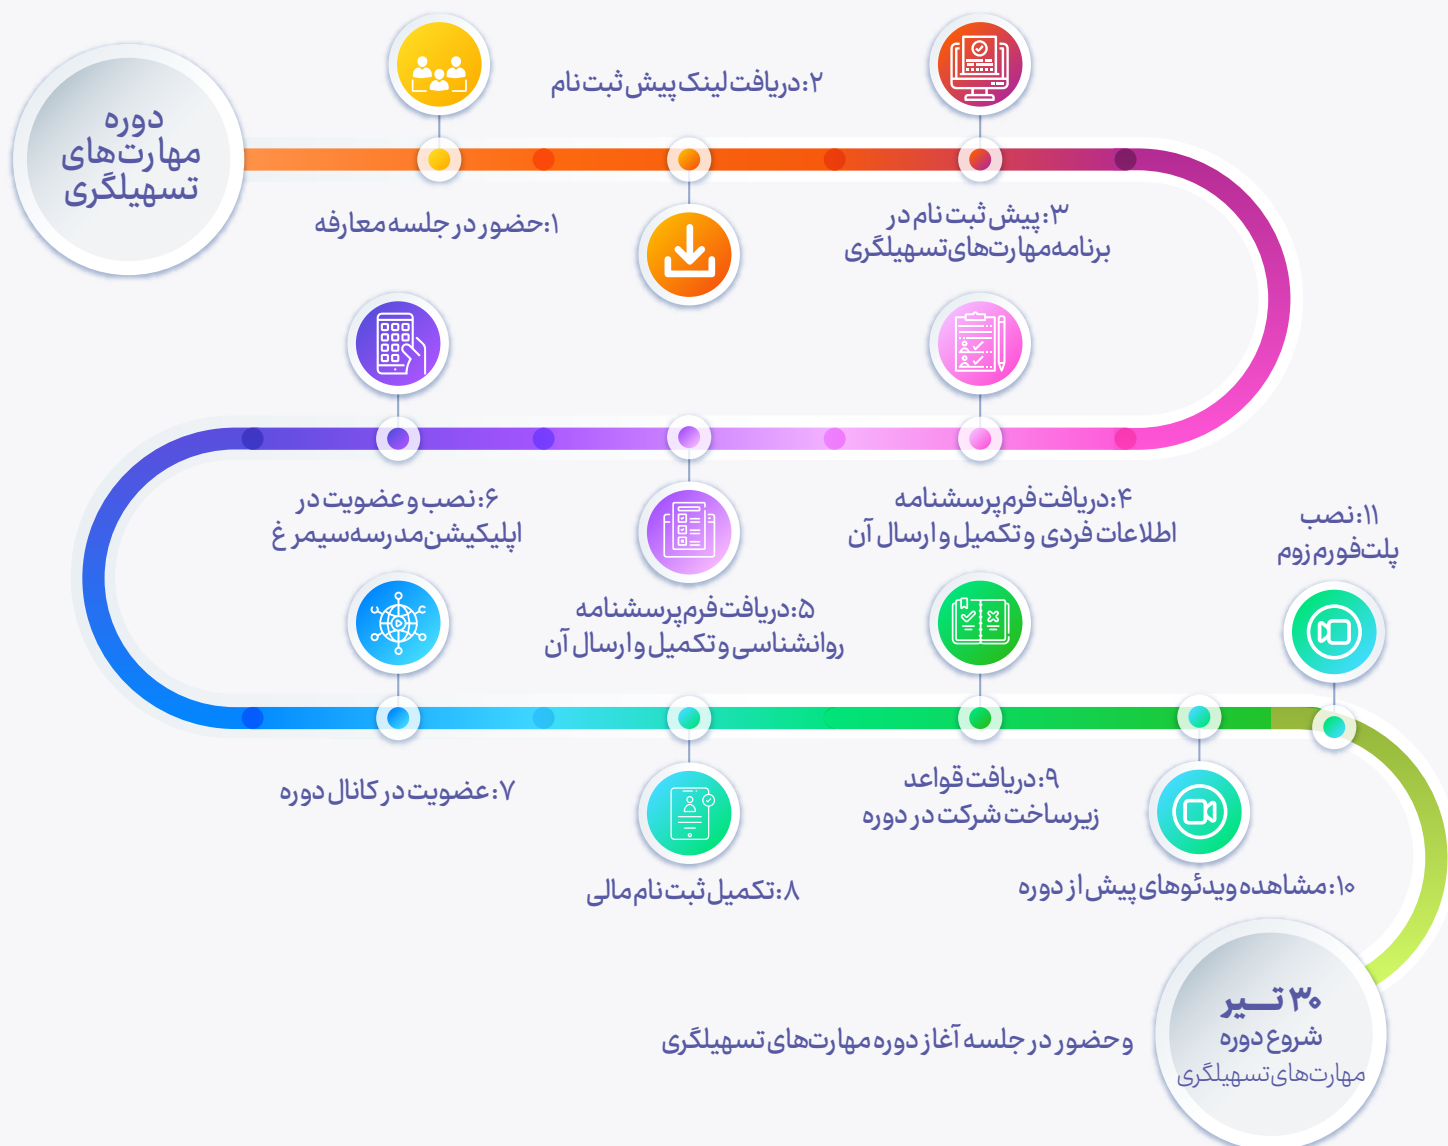 دوره
مهارت‌های
تسهیلگری
۱:حضور در جلسه معارفه
۲:دریافت لینک پیش ثبت نام
۳:پیش ثبت نام در
برنامه مهارت‌های تسهیلگری
۴:دریافت فرم پرسشنامه
اطلاعات فردی و تکمیل و ارسال آن
۵:دریافت فرم پرسشنامه
روانشناسی و تکمیل و ارسال آن
۶:نصب و عضویت در
اپلیکیشن مدرسه سیمرغ
۷:عضویت در کانال دوره
۸:تکمیل ثبت نام مالی
۹:دریافت قواعد
زیرساخت شرکت در دوره
۱۰:مشاهده ویدئوهای پیش از دوره
۱۱:نصب
پلت‌فورم زوم
۳۰ تـــیر
شروع دوره
مهارت‌های تسهیلگری
و حضور در جلسه آغاز دوره مهارت‌های تسهیلگری